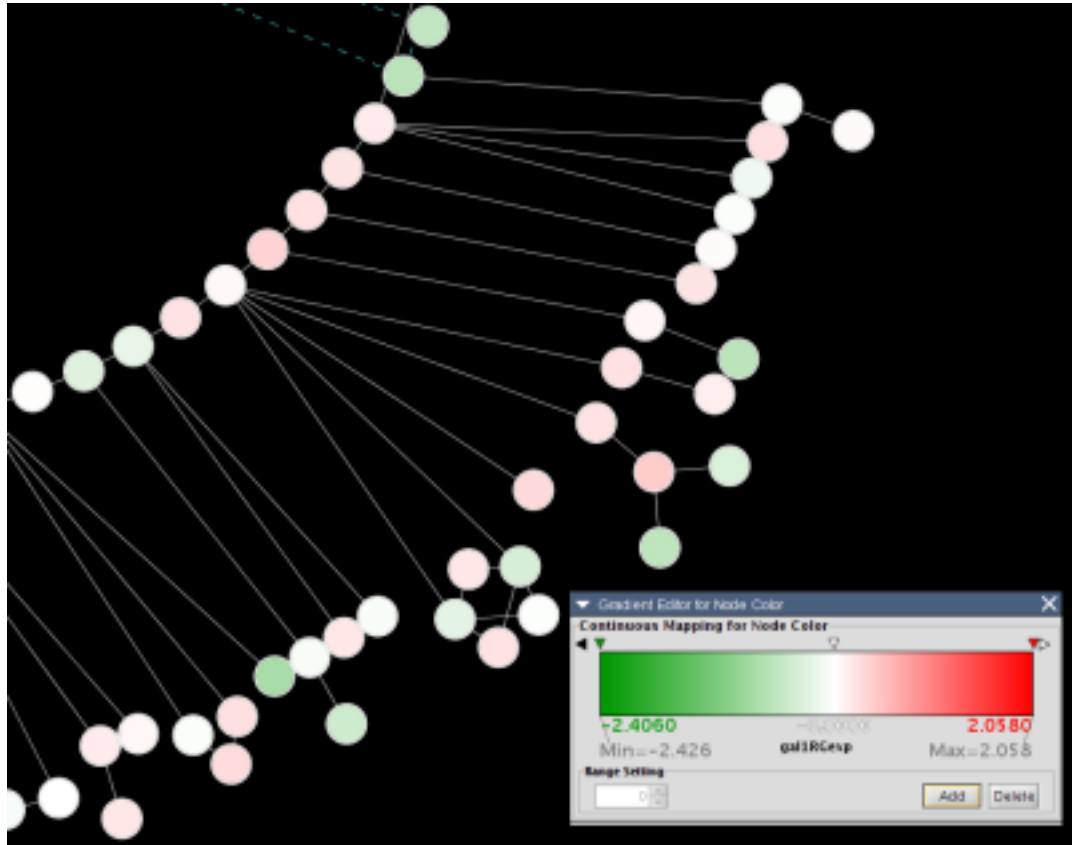 Gradient Editor for Node Color
Continuous Mapping for Node Color
-2.4060 2.0580
Min=-2.426 gal1RGexp Max=2.058
Range Setting
0 Add Delete